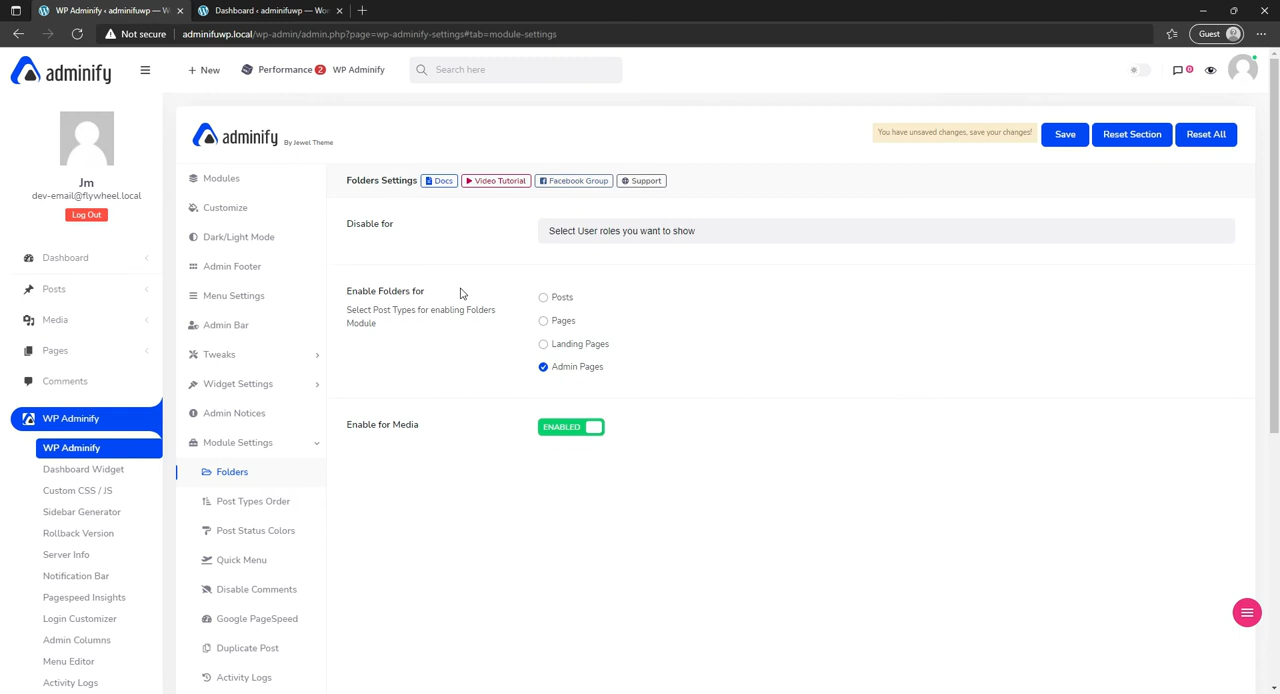 WP Adminify ‹ adminifuwp — W
Dashboard ‹ adminifuwp — Wor
Not secure
adminifuwp.local/wp-admin/admin.php?page=wp-adminify-settings#tab=module-settings
Guest
adminify
+ New
Performance 2
WP Adminify
Search here
0
Jm
dev-email@flywheel.local
Log Out
Dashboard
Posts
Media
Pages
Comments
WP Adminify
WP Adminify
Dashboard Widget
Custom CSS / JS
Sidebar Generator
Rollback Version
Server Info
Notification Bar
Pagespeed Insights
Login Customizer
Admin Columns
Menu Editor
Activity Logs
adminify By Jewel Theme
You have unsaved changes, save your changes!
Save
Reset Section
Reset All
Modules
Customize
Dark/Light Mode
Admin Footer
Menu Settings
Admin Bar
Tweaks
Widget Settings
Admin Notices
Module Settings
Folders
Post Types Order
Post Status Colors
Quick Menu
Disable Comments
Google PageSpeed
Duplicate Post
Activity Logs
Folders Settings Docs Video Tutorial Facebook Group Support
Disable for
Select User roles you want to show
Enable Folders for
Select Post Types for enabling Folders
Module
Posts
Pages
Landing Pages
Admin Pages
Enable for Media
ENABLED